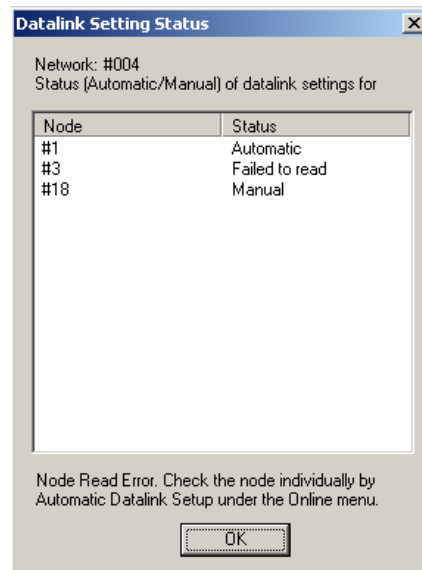 Datalink Setting Status
Network: #004
Status (Automatic/Manual) of datalink settings for
Node Status
#1 Automatic
#3 Failed to read
#18 Manual
Node Read Error. Check the node individually by
Automatic Datalink Setup under the Online menu.
OK